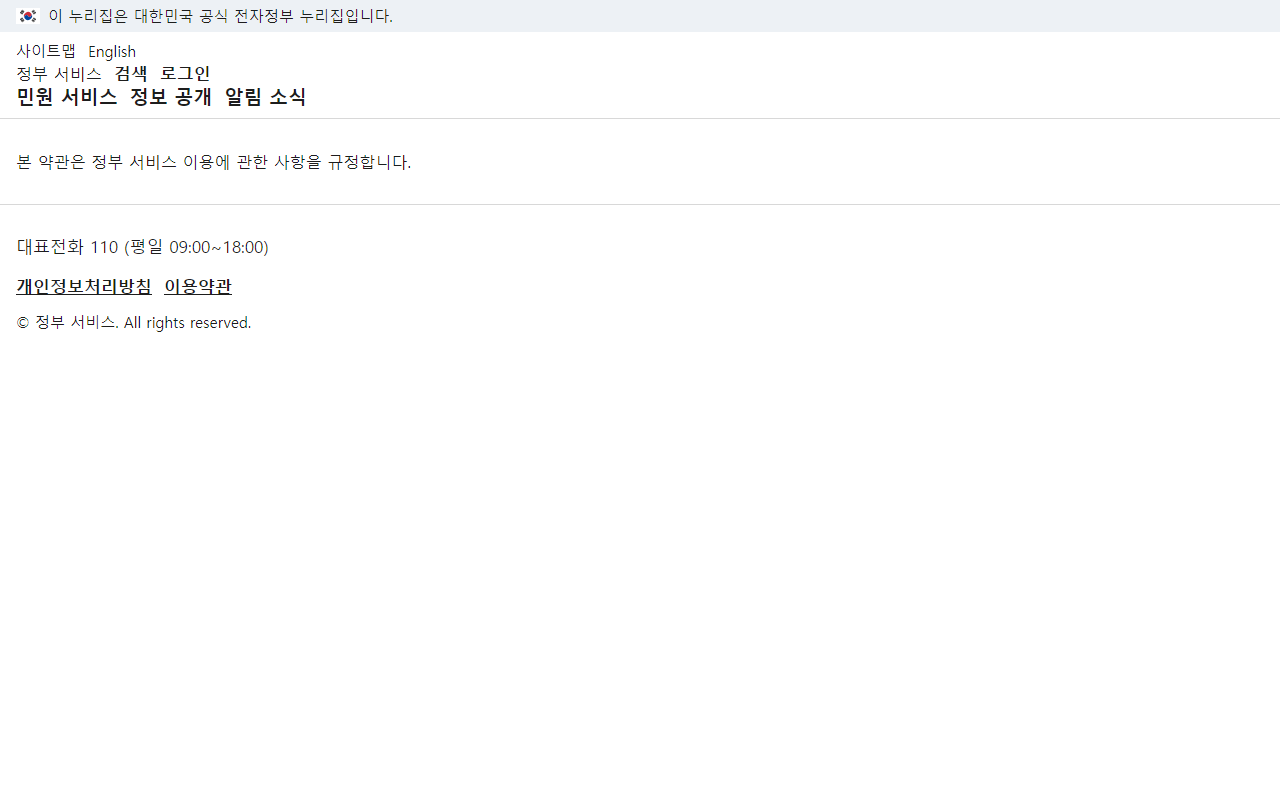 이 누리집은 대한민국 공식 전자정부 누리집입니다.
사이트맵 English
정부 서비스 검색 로그인
민원 서비스 정보 공개 알림 소식
본 약관은 정부 서비스 이용에 관한 사항을 규정합니다.
대표전화 110 (평일 09:00~18:00)
개인정보처리방침 이용약관
© 정부 서비스. All rights reserved.